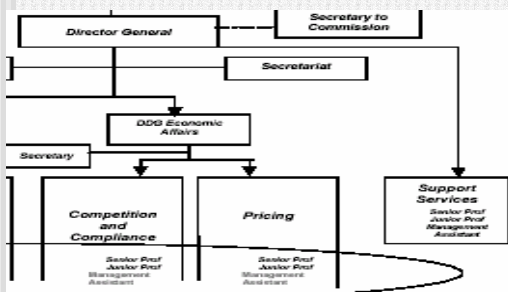 Secretary to
Commission
Director General
Secretariat
DDG Economic
Affairs
Secretary
Competition
and
Compliance
Senior Prof
Junior Prof
Management
Assistant
Pricing
Senior Prof
Junior Prof
Management
Assistant
Support
Services
Senior Prof
Junior Prof
Management
Assistant